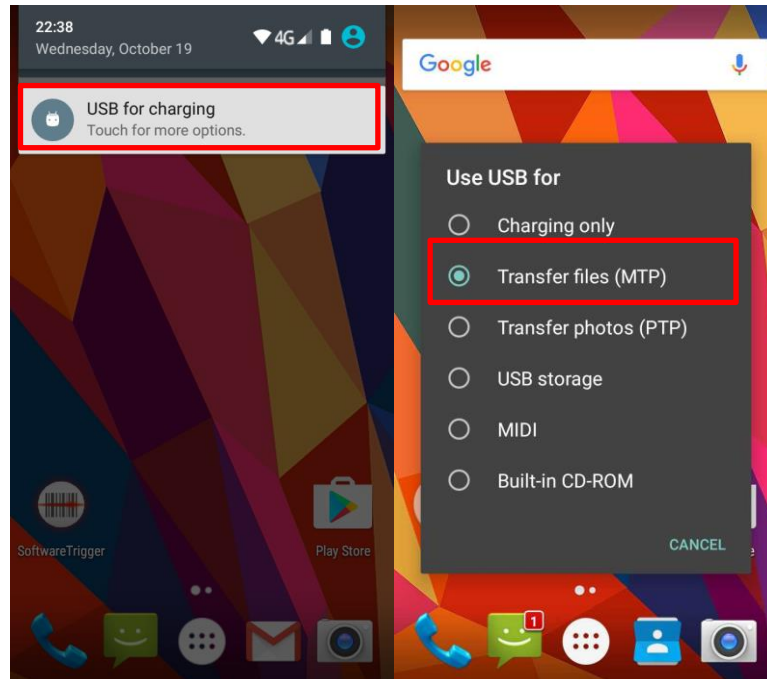 22:38
Wednesday, October 19
4G
USB for charging
Touch for more options.
SoftwareTrigger
Play Store
Google
Use USB for
Charging only
Transfer files (MTP)
Transfer photos (PTP)
USB storage
MIDI
Built-in CD-ROM
CANCEL
e
1